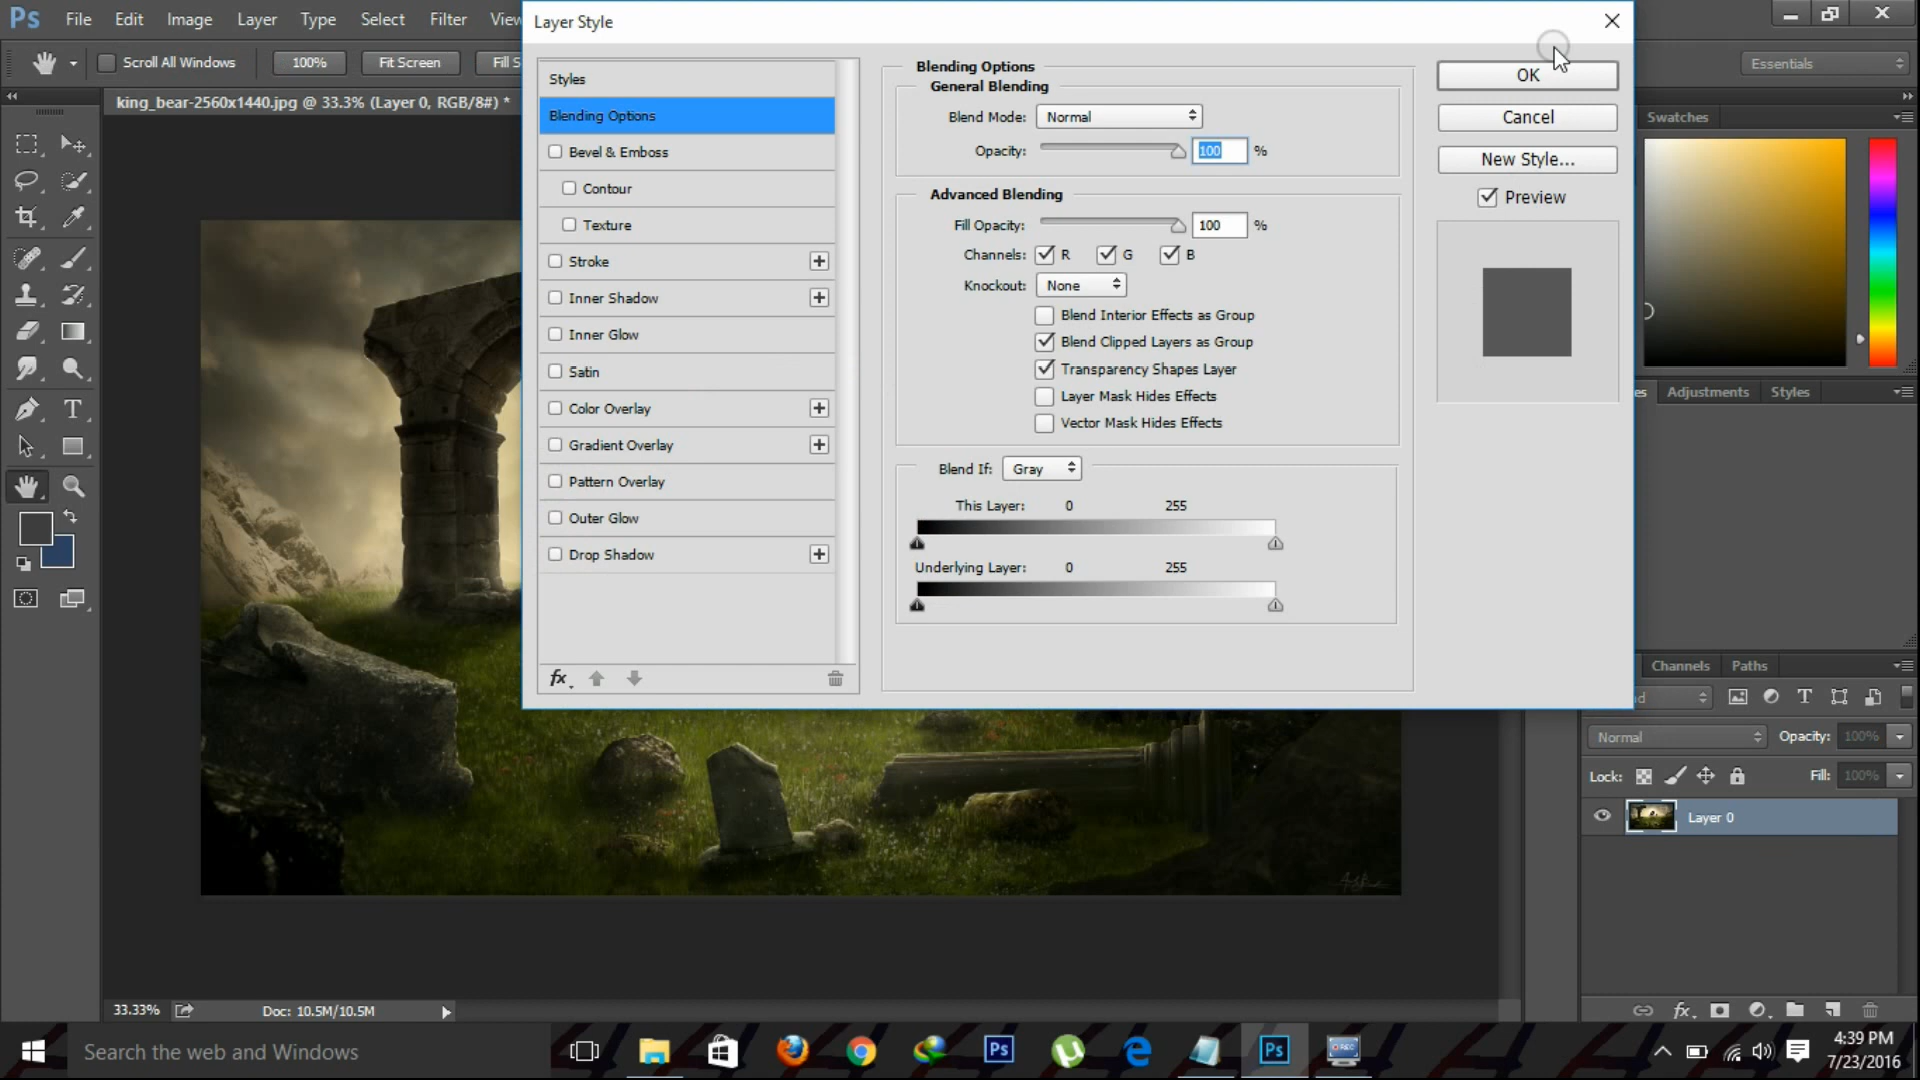 Ps File Edit Image Layer Type Select Filter View
Layer Style
Scroll All Windows 100% Fit Screen Fill S
Essentials
king_bear-2560x1440.jpg @ 33.3% (Layer 0, RGB/8#) *
Styles
Blending Options
Bevel & Emboss
Contour
Texture
Stroke
Inner Shadow
Inner Glow
Satin
Color Overlay
Gradient Overlay
Pattern Overlay
Outer Glow
Drop Shadow
fx
Blending Options
General Blending
Blend Mode: Normal
Opacity: 100 %
Advanced Blending
Fill Opacity: 100 %
Channels: R G B
Knockout: None
Blend Interior Effects as Group
Blend Clipped Layers as Group
Transparency Shapes Layer
Layer Mask Hides Effects
Vector Mask Hides Effects
Blend If: Gray
This Layer: 0 255
Underlying Layer: 0 255
OK
Cancel
New Style...
Preview
Swatches
es Adjustments Styles
Channels Paths
d
Normal Opacity: 100%
Lock: Fill: 100%
Layer 0
fx
33.33% Doc: 10.5M/10.5M
Search the web and Windows
Ps
Ps
REC
4:39 PM
7/23/2016